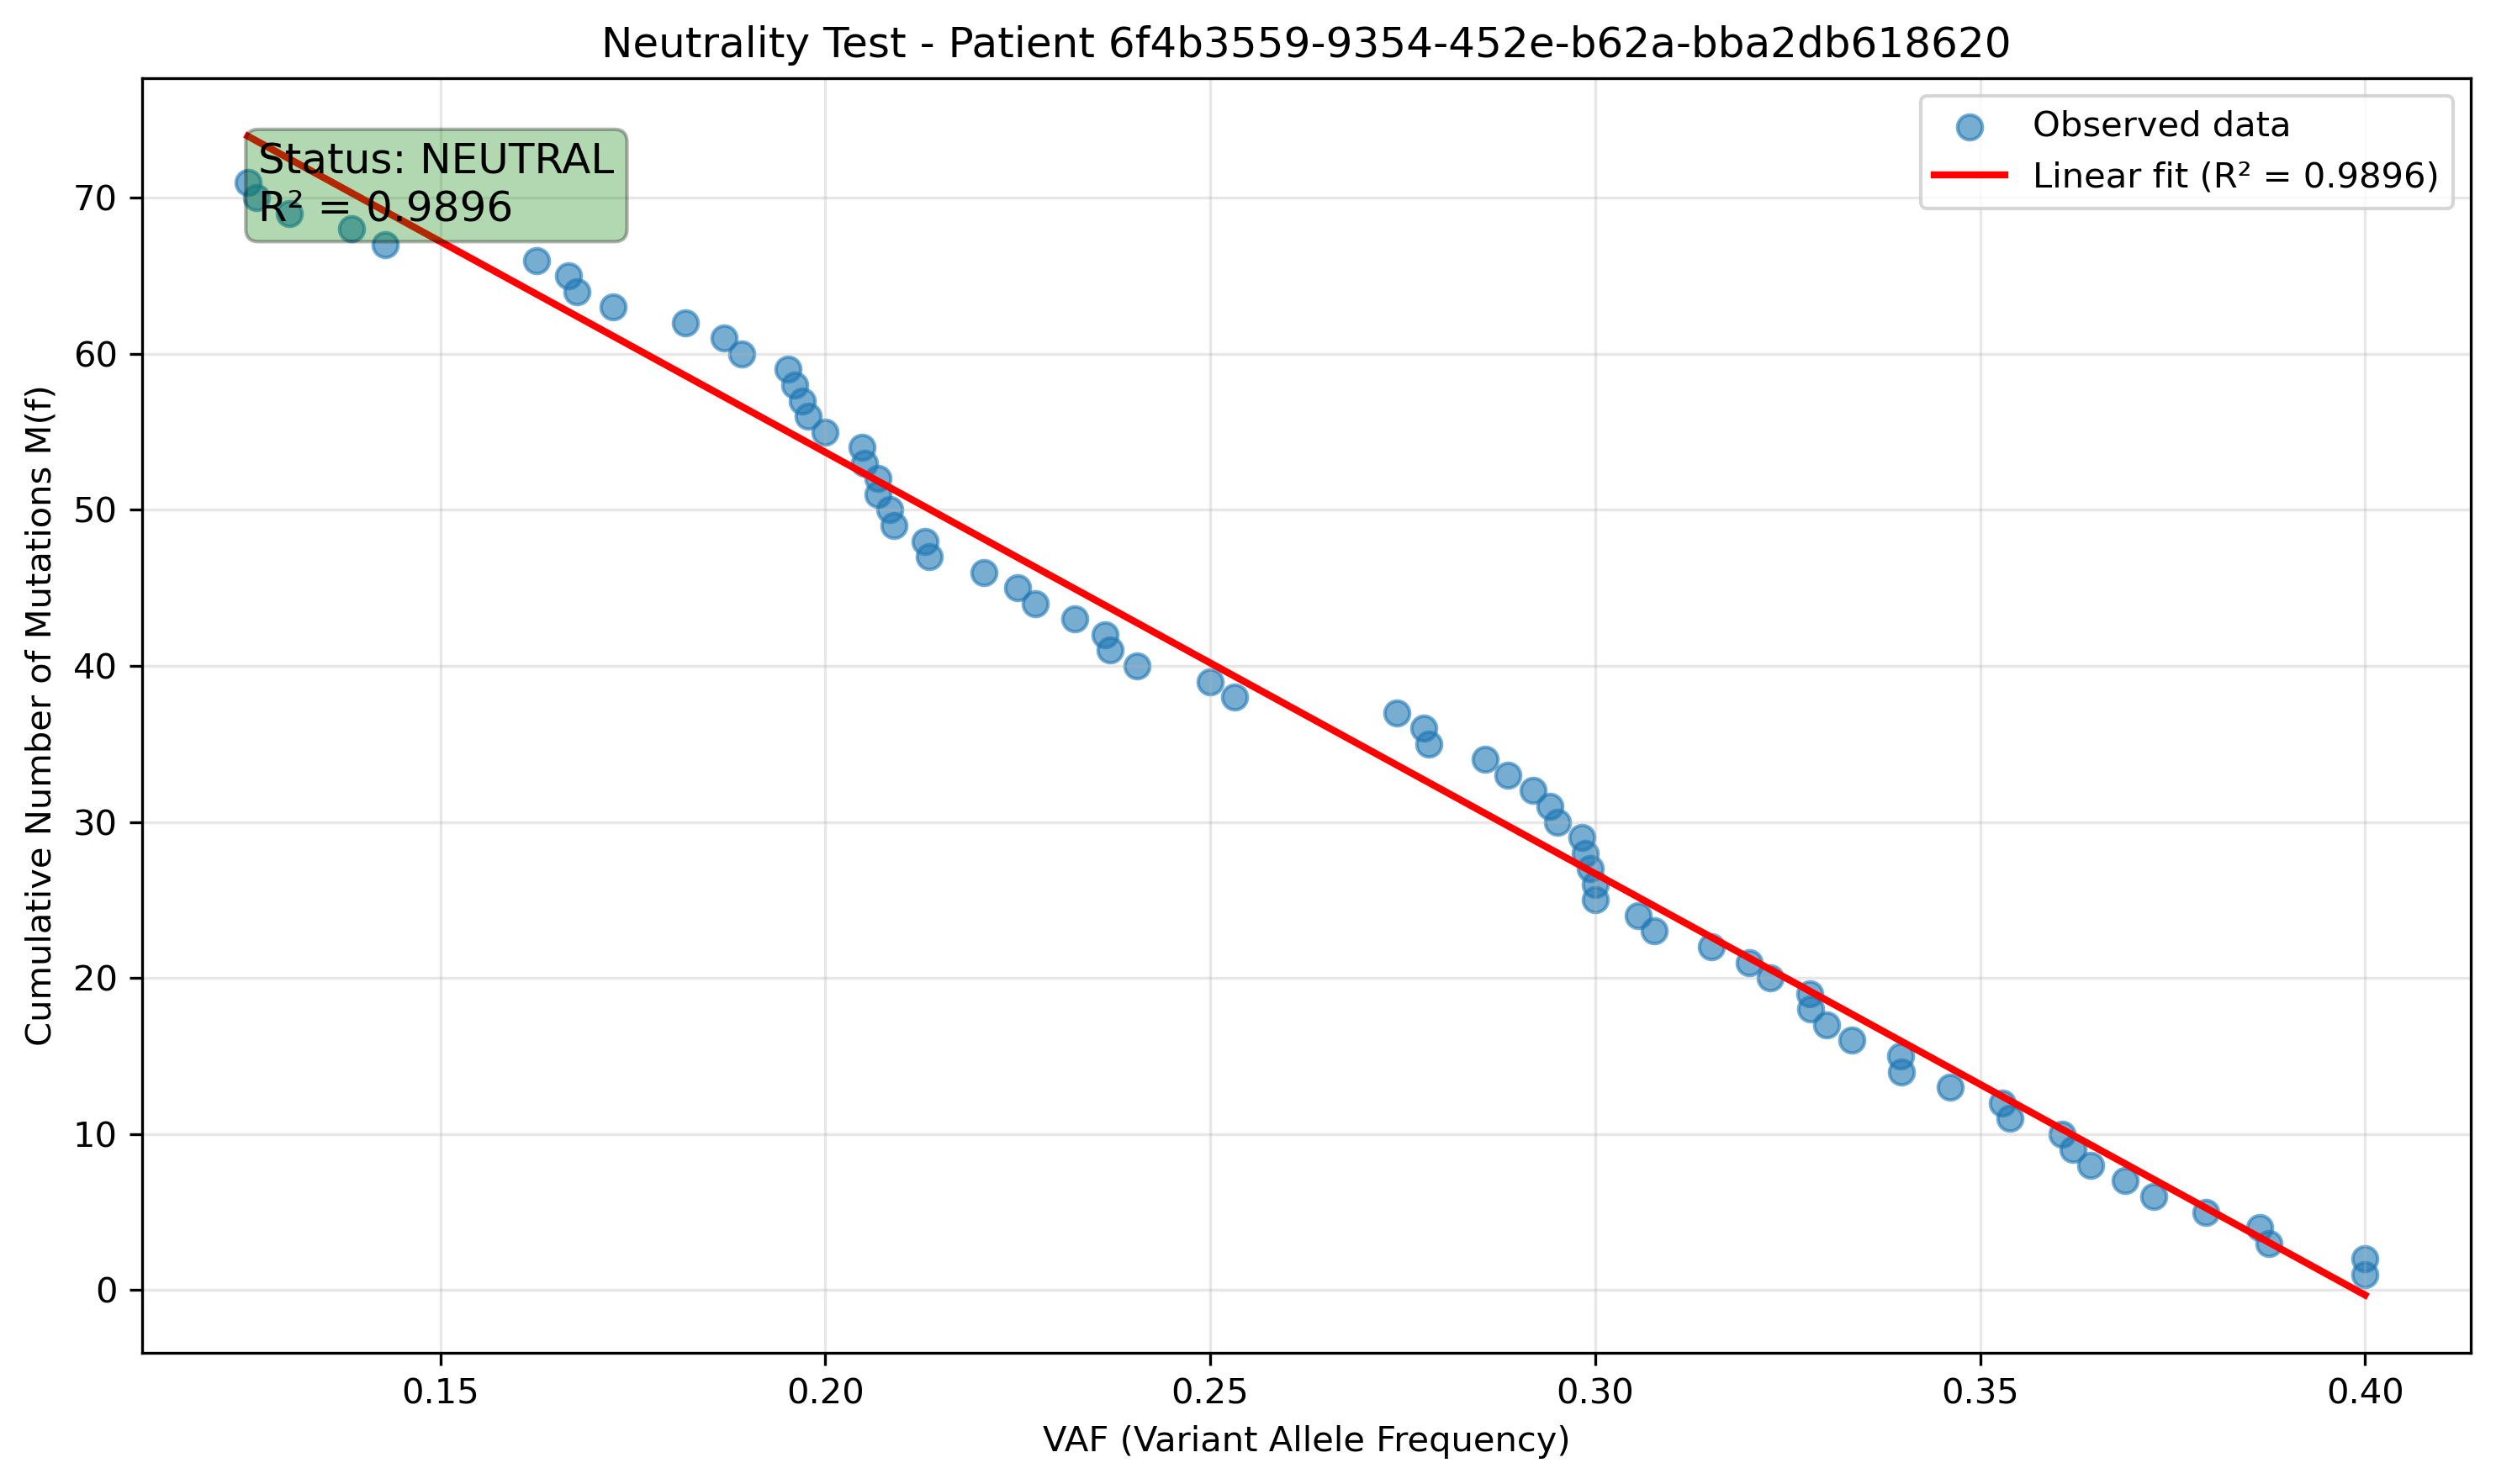 Neutrality Test - Patient 6f4b3559-9354-452e-b62a-bba2db618620
Status: NEUTRAL
R² = 0.9896
Observed data
Linear fit (R² = 0.9896)
Cumulative Number of Mutations M(f)
70
60
50
40
30
20
10
0
0.15
0.20
0.25
0.30
0.35
0.40
VAF (Variant Allele Frequency)